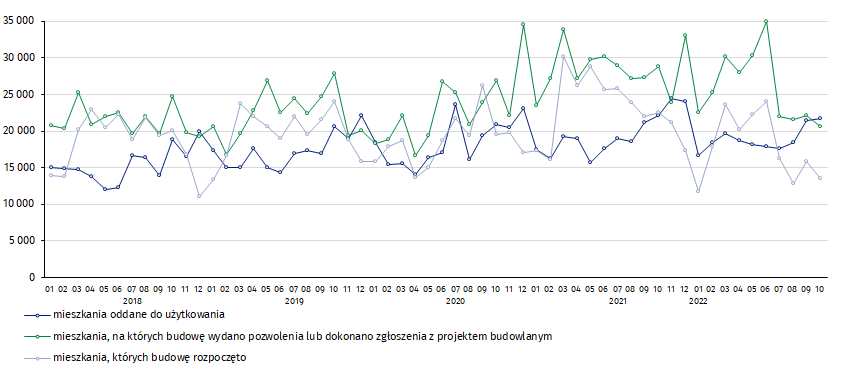 35 000
30 000
25 000
20 000
15 000
10 000
5 000
0
01 02 03 04 05 06 07 08 09 10 11 12 01 02 03 04 05 06 07 08 09 10 11 12 01 02 03 04 05 06 07 08 09 10 11 12 01 02 03 04 05 06 07 08 09 10 11 12 01 02 03 04 05 06 07 08 09 10
2018 2019 2020 2021 2022
mieszkania oddane do użytkowania
mieszkania, na których budowę wydano pozwolenia lub dokonano zgłoszenia z projektem budowlanym
mieszkania, których budowę rozpoczęto